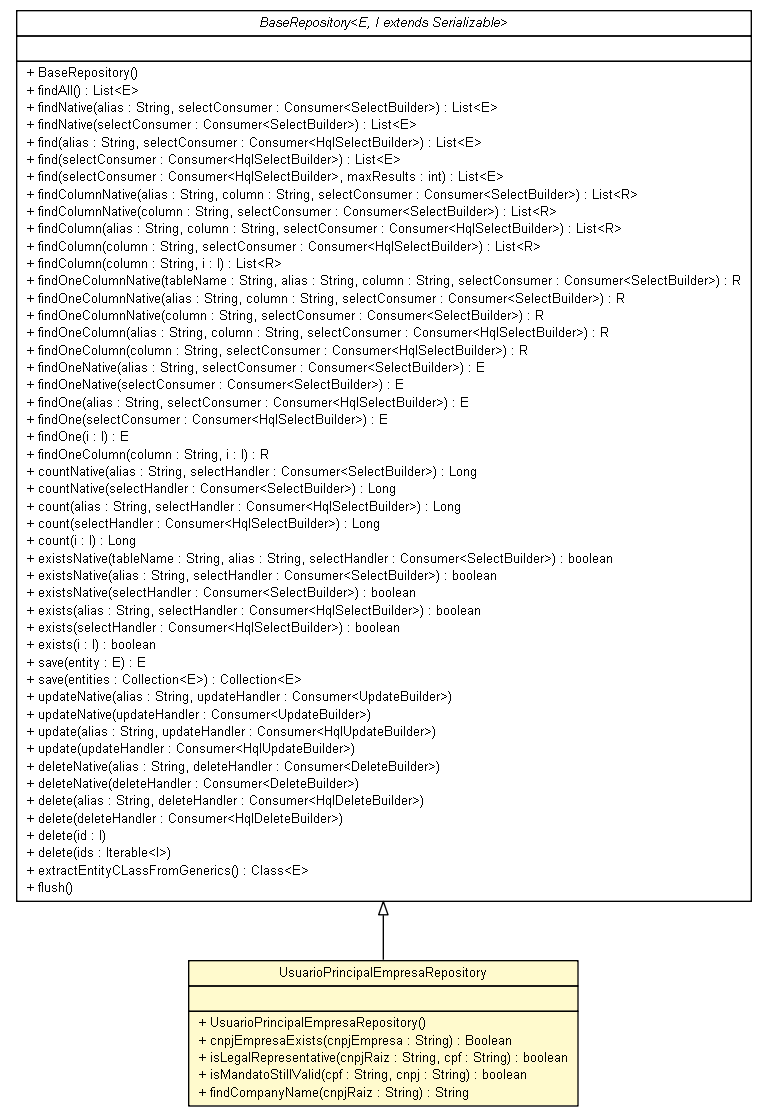 BaseRepository<E, I extends Serializable>
+ BaseRepository()
+ findAll() : List<E>
+ findNative(alias : String, selectConsumer : Consumer<SelectBuilder>) : List<E>
+ findNative(selectConsumer : Consumer<SelectBuilder>) : List<E>
+ find(alias : String, selectConsumer : Consumer<HqlSelectBuilder>) : List<E>
+ find(selectConsumer : Consumer<HqlSelectBuilder>) : List<E>
+ find(selectConsumer : Consumer<HqlSelectBuilder>, maxResults : int) : List<E>
+ findColumnNative(alias : String, column : String, selectConsumer : Consumer<SelectBuilder>) : List<R>
+ findColumnNative(column : String, selectConsumer : Consumer<SelectBuilder>) : List<R>
+ findColumn(alias : String, column : String, selectConsumer : Consumer<HqlSelectBuilder>) : List<R>
+ findColumn(column : String, selectConsumer : Consumer<HqlSelectBuilder>) : List<R>
+ findColumn(column : String, i : I) : List<R>
+ findOneColumnNative(tableName : String, alias : String, column : String, selectConsumer : Consumer<SelectBuilder>) : R
+ findOneColumnNative(alias : String, column : String, selectConsumer : Consumer<SelectBuilder>) : R
+ findOneColumnNative(column : String, selectConsumer : Consumer<SelectBuilder>) : R
+ findOneColumn(alias : String, column : String, selectConsumer : Consumer<HqlSelectBuilder>) : R
+ findOneColumn(column : String, selectConsumer : Consumer<HqlSelectBuilder>) : R
+ findOneNative(alias : String, selectConsumer : Consumer<SelectBuilder>) : E
+ findOneNative(selectConsumer : Consumer<SelectBuilder>) : E
+ findOne(alias : String, selectConsumer : Consumer<HqlSelectBuilder>) : E
+ findOne(selectConsumer : Consumer<HqlSelectBuilder>) : E
+ findOne(i : I) : E
+ findOneColumn(column : String, i : I) : R
+ countNative(alias : String, selectHandler : Consumer<SelectBuilder>) : Long
+ countNative(selectHandler : Consumer<SelectBuilder>) : Long
+ count(alias : String, selectHandler : Consumer<HqlSelectBuilder>) : Long
+ count(selectHandler : Consumer<HqlSelectBuilder>) : Long
+ count(i : I) : Long
+ existsNative(tableName : String, alias : String, selectHandler : Consumer<SelectBuilder>) : boolean
+ existsNative(alias : String, selectHandler : Consumer<SelectBuilder>) : boolean
+ existsNative(selectHandler : Consumer<SelectBuilder>) : boolean
+ exists(alias : String, selectHandler : Consumer<HqlSelectBuilder>) : boolean
+ exists(selectHandler : Consumer<HqlSelectBuilder>) : boolean
+ exists(i : I) : boolean
+ save(entity : E) : E
+ save(entities : Collection<E>) : Collection<E>
+ updateNative(alias : String, updateHandler : Consumer<UpdateBuilder>)
+ updateNative(updateHandler : Consumer<UpdateBuilder>)
+ update(alias : String, updateHandler : Consumer<HqlUpdateBuilder>)
+ update(updateHandler : Consumer<HqlUpdateBuilder>)
+ deleteNative(alias : String, deleteHandler : Consumer<DeleteBuilder>)
+ deleteNative(deleteHandler : Consumer<DeleteBuilder>)
+ delete(alias : String, deleteHandler : Consumer<HqlDeleteBuilder>)
+ delete(deleteHandler : Consumer<HqlDeleteBuilder>)
+ delete(id : I)
+ delete(ids : Iterable<I>)
+ extractEntityCLassFromGenerics() : Class<E>
+ flush()
UsuarioPrincipalEmpresaRepository
+ UsuarioPrincipalEmpresaRepository()
+ cnpjEmpresaExists(cnpjEmpresa : String) : Boolean
+ isLegalRepresentative(cnpjRaiz : String, cpf : String) : boolean
+ isMandatoStillValid(cpf : String, cnpj : String) : boolean
+ findCompanyName(cnpjRaiz : String) : String